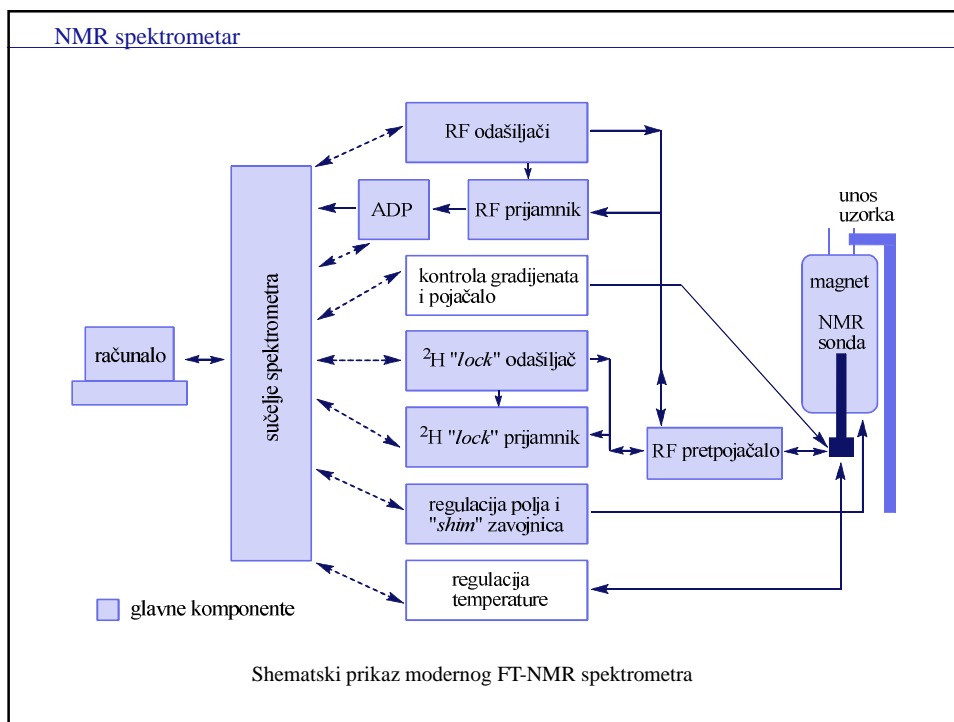 NMR spektrometar
RF odašiljači
ADP
RF prijamnik
unos
uzorka
kontrola gradijenata
i pojačalo
magnet
NMR
sonda
računalo
sučelje spektrometra
²H "lock" odašiljač
²H "lock" prijamnik
RF pretpojačalo
regulacija polja i
"shim" zavojnica
regulacija
temperature
glavne komponente
Shematski prikaz modernog FT-NMR spektrometra